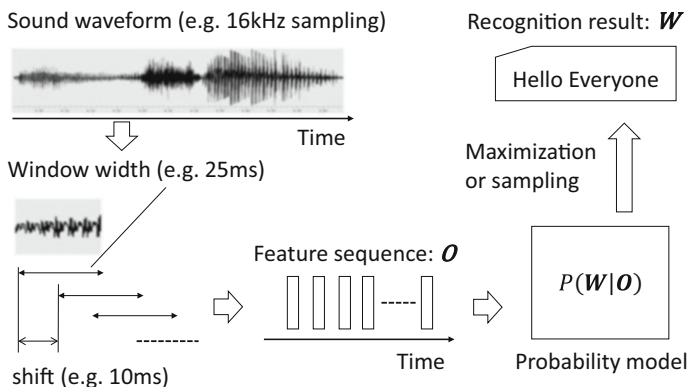 Sound waveform (e.g. 16kHz sampling)
Time
Window width (e.g. 25ms)
shift (e.g. 10ms)
Feature sequence: O
Time
P(W|O)
Probability model
Maximization
or sampling
Recognition result: W
Hello Everyone